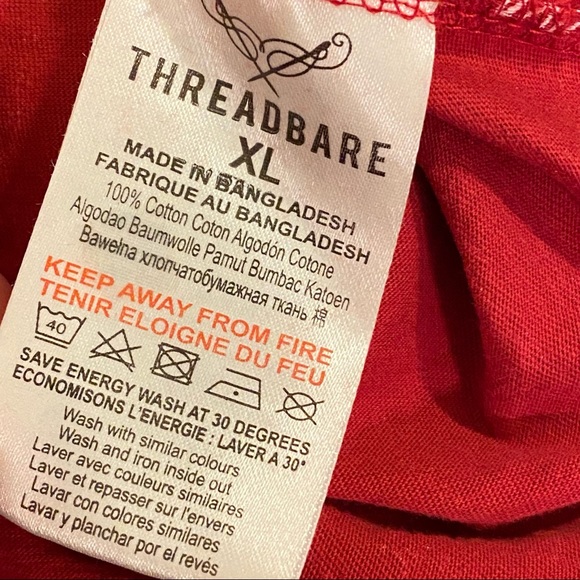 THREADBARE
XL
MADE IN BANGLADESH
FABRIQUE AU BANGLADESH
100% Cotton Coton Algodón Cotone
Algodao Baumwolle Pamut Bumbac Katoen
Bawełna хлопчатобумажная ткань 棉
KEEP AWAY FROM FIRE
TENIR ELOIGNE DU FEU
40
SAVE ENERGY WASH AT 30 DEGREES
ECONOMISONS L'ENERGIE : LAVER A 30°
Wash with similar colours
Wash and iron inside out
Laver avec couleurs similaires
Laver et repasser sur l'envers
Lavar con colores similares
Lavar y planchar por el revés